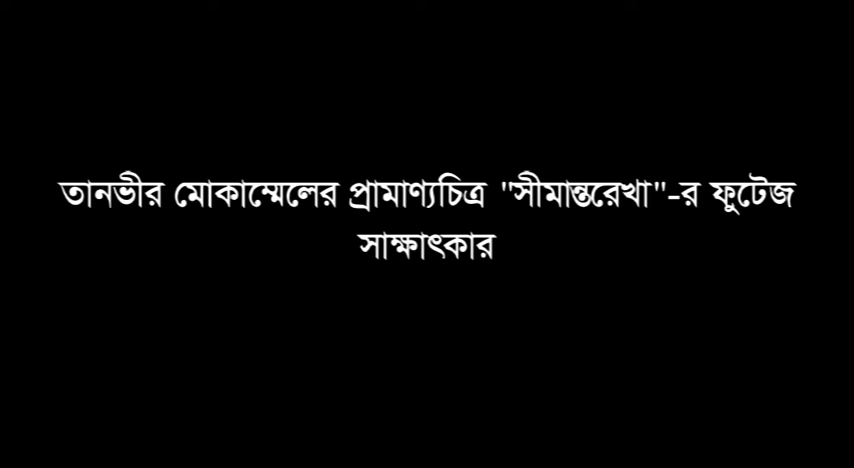 তানভীর মোকাম্মেলের প্রামাণ্যচিত্র "সীমান্তরেখা"-র ফুটেজ
সাক্ষাৎকার